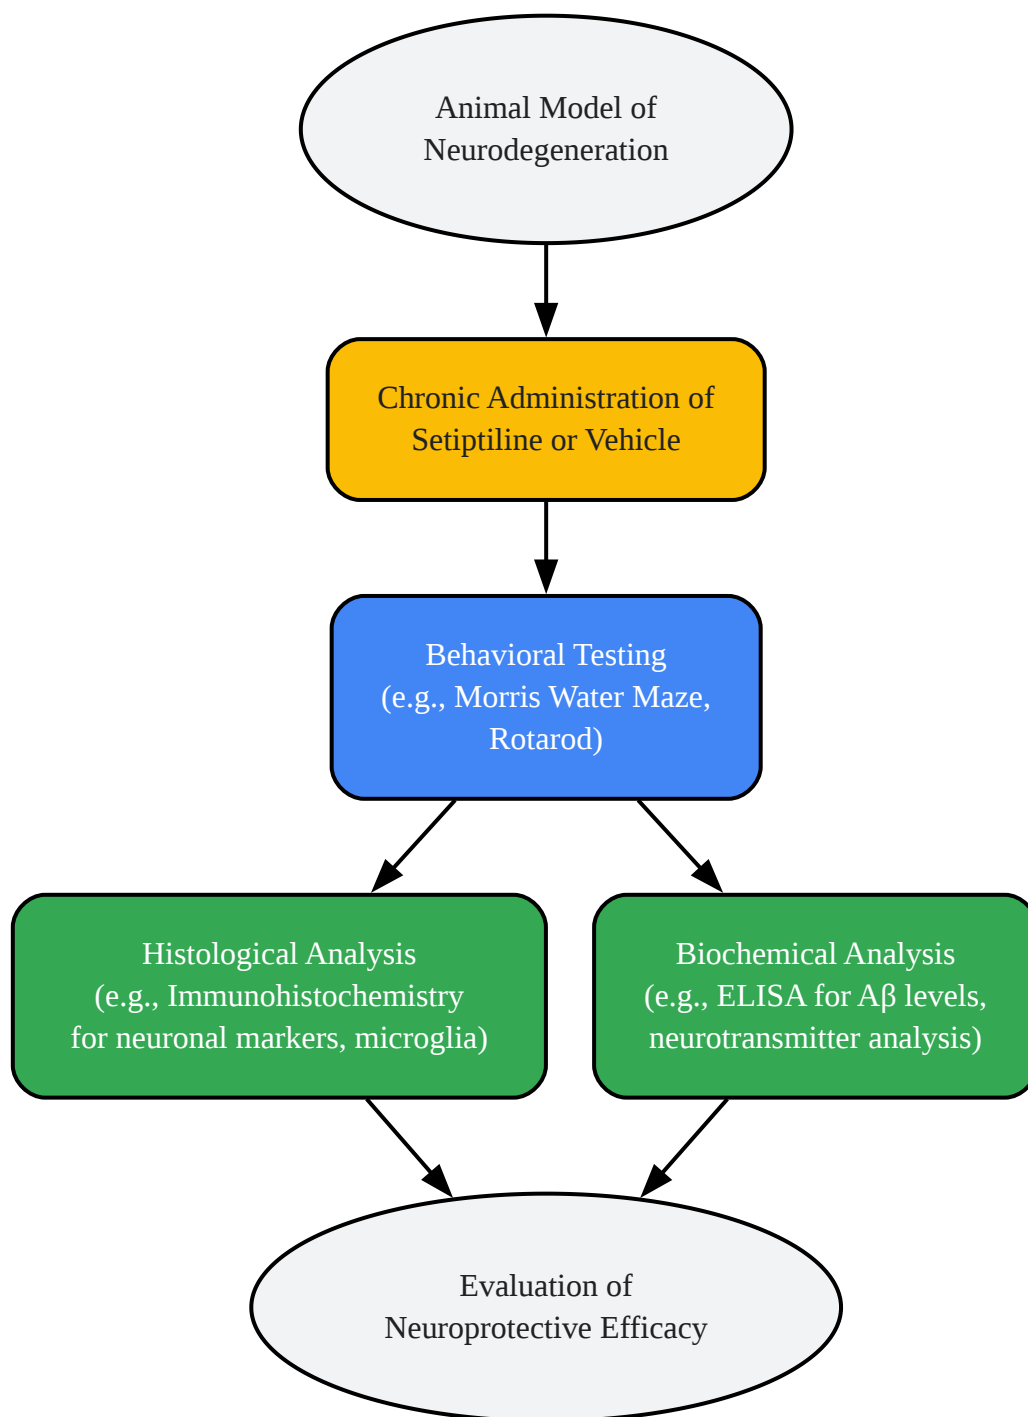 Animal Model of
Neurodegeneration
Chronic Administration of
Setiptiline or Vehicle
Behavioral Testing
(e.g., Morris Water Maze,
Rotarod)
Histological Analysis
(e.g., Immunohistochemistry
for neuronal markers, microglia)
Biochemical Analysis
(e.g., ELISA for Aβ levels,
neurotransmitter analysis)
Evaluation of
Neuroprotective Efficacy